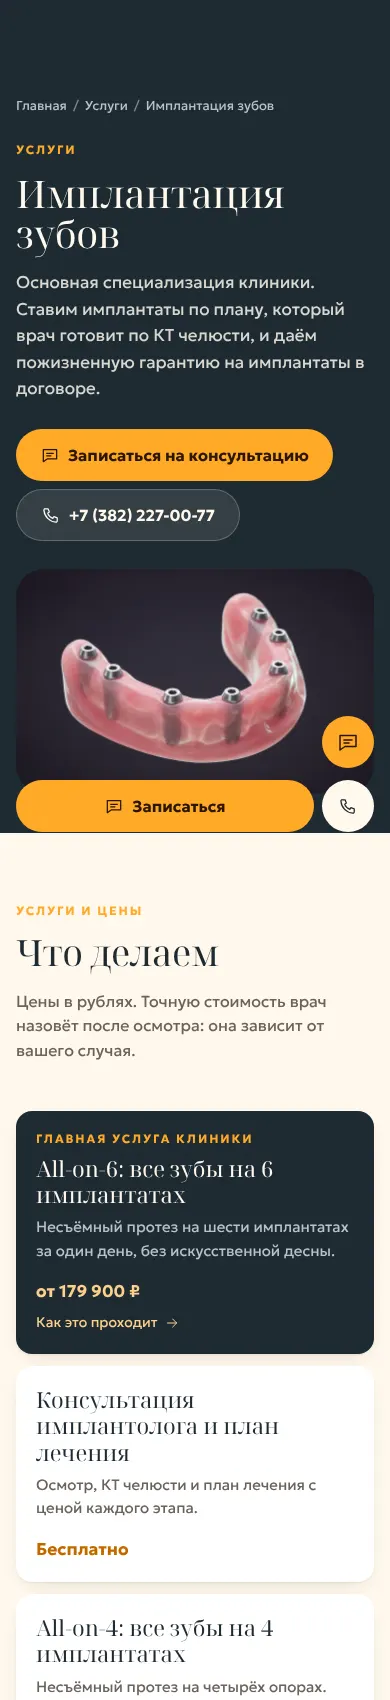 Главная / Услуги / Имплантация зубов
УСЛУГИ
Имплантация
зубов
Основная специализация клиники.
Ставим имплантаты по плану, который
врач готовит по КТ челюсти, и даём
пожизненную гарантию на имплантаты в
договоре.
Записаться на консультацию
+7 (382) 227-00-77
Записаться
УСЛУГИ И ЦЕНЫ
Что делаем
Цены в рублях. Точную стоимость врач
назовёт после осмотра: она зависит от
вашего случая.
ГЛАВНАЯ УСЛУГА КЛИНИКИ
All-on-6: все зубы на 6
имплантатах
Несъёмный протез на шести имплантатах
за один день, без искусственной десны.
от 179 900 ₽
Как это проходит →
Консультация
имплантолога и план
лечения
Осмотр, КТ челюсти и план лечения с
ценой каждого этапа.
Бесплатно
All-on-4: все зубы на 4
имплантатах
Несъёмный протез на четырёх опорах.